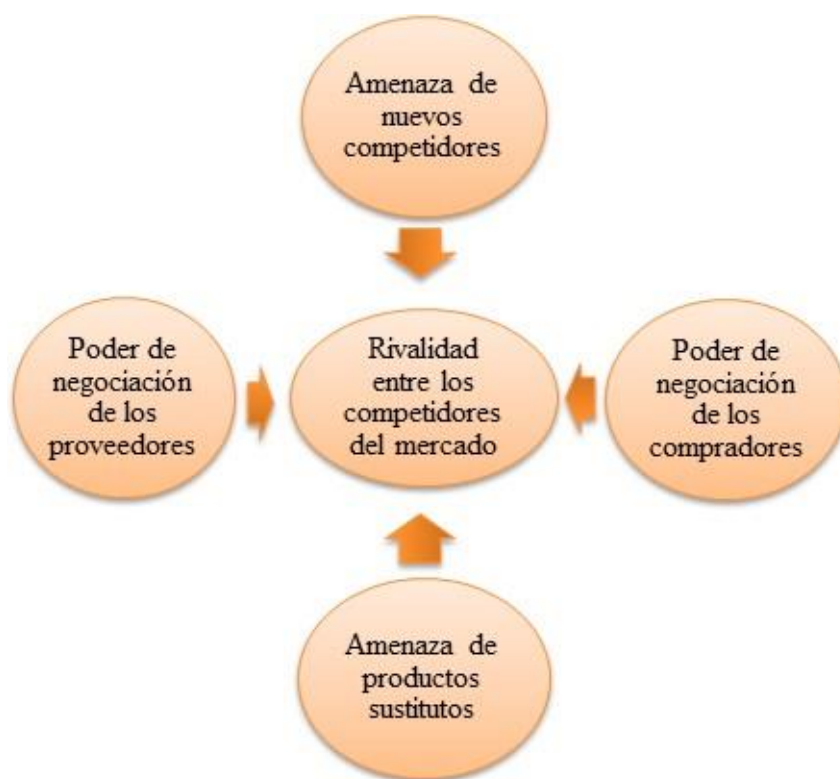 Amenaza de
nuevos
competidores
Poder de
negociación
de los
proveedores
Rivalidad
entre los
competidores
del mercado
Poder de
negociación
de los
compradores
Amenaza de
productos
sustitutos